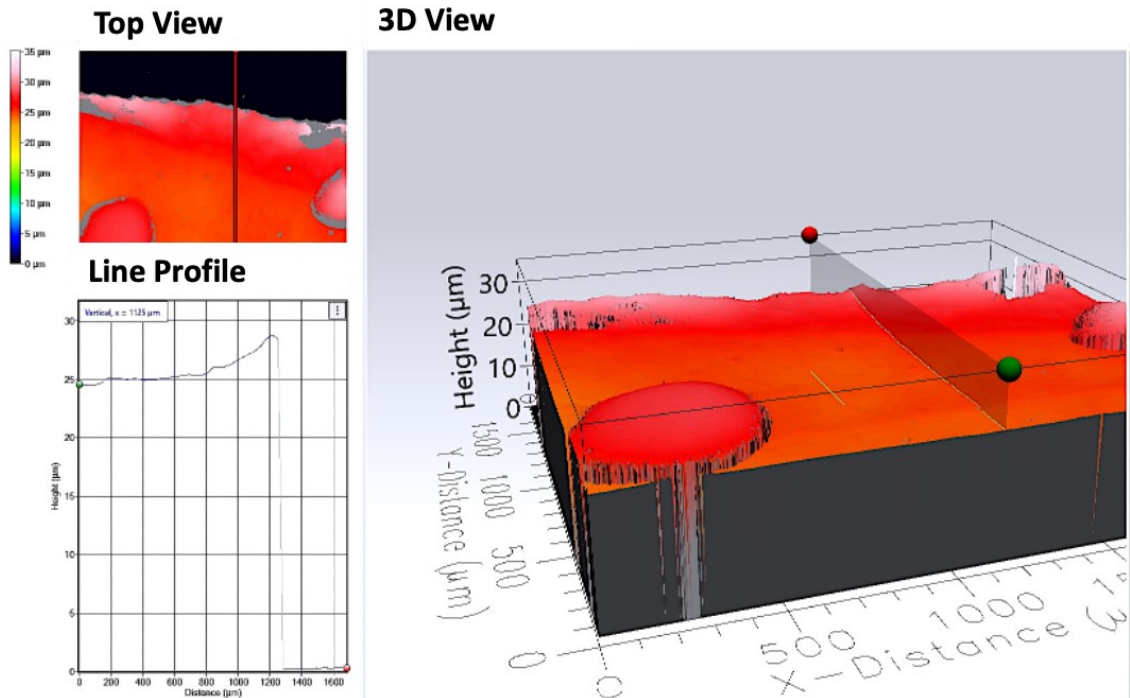 Top View
3D View
35 µm
30 µm
25 µm
20 µm
15 µm
10 µm
5 µm
0 µm
Line Profile
Vertical, x = 1125 µm
30
25
20
15
10
5
0
Height (µm)
0
200
400
600
800
1000
1200
1400
1600
Distance (µm)
Height (µm)
30
20
10
0
1500
1000
500
0
Y-Distance (µm)
0
500
1000
X-Distance